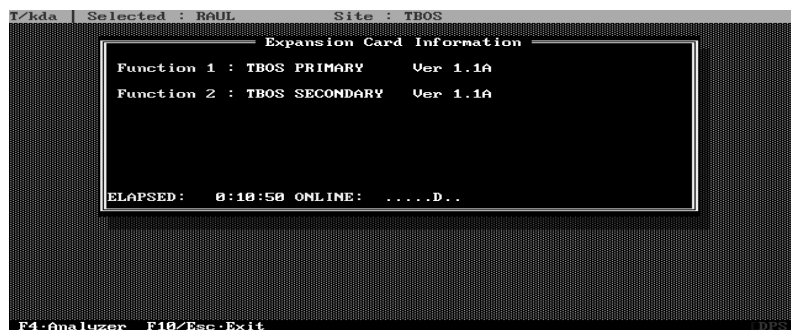 T/kda | Selected : RAUL Site : TBOS
Expansion Card Information
Function 1 : TBOS PRIMARY Ver 1.1A
Function 2 : TBOS SECONDARY Ver 1.1A
ELAPSED: 0:10:50 ONLINE: .....D..
F4·Analyzer F10/Esc·Exit DPS